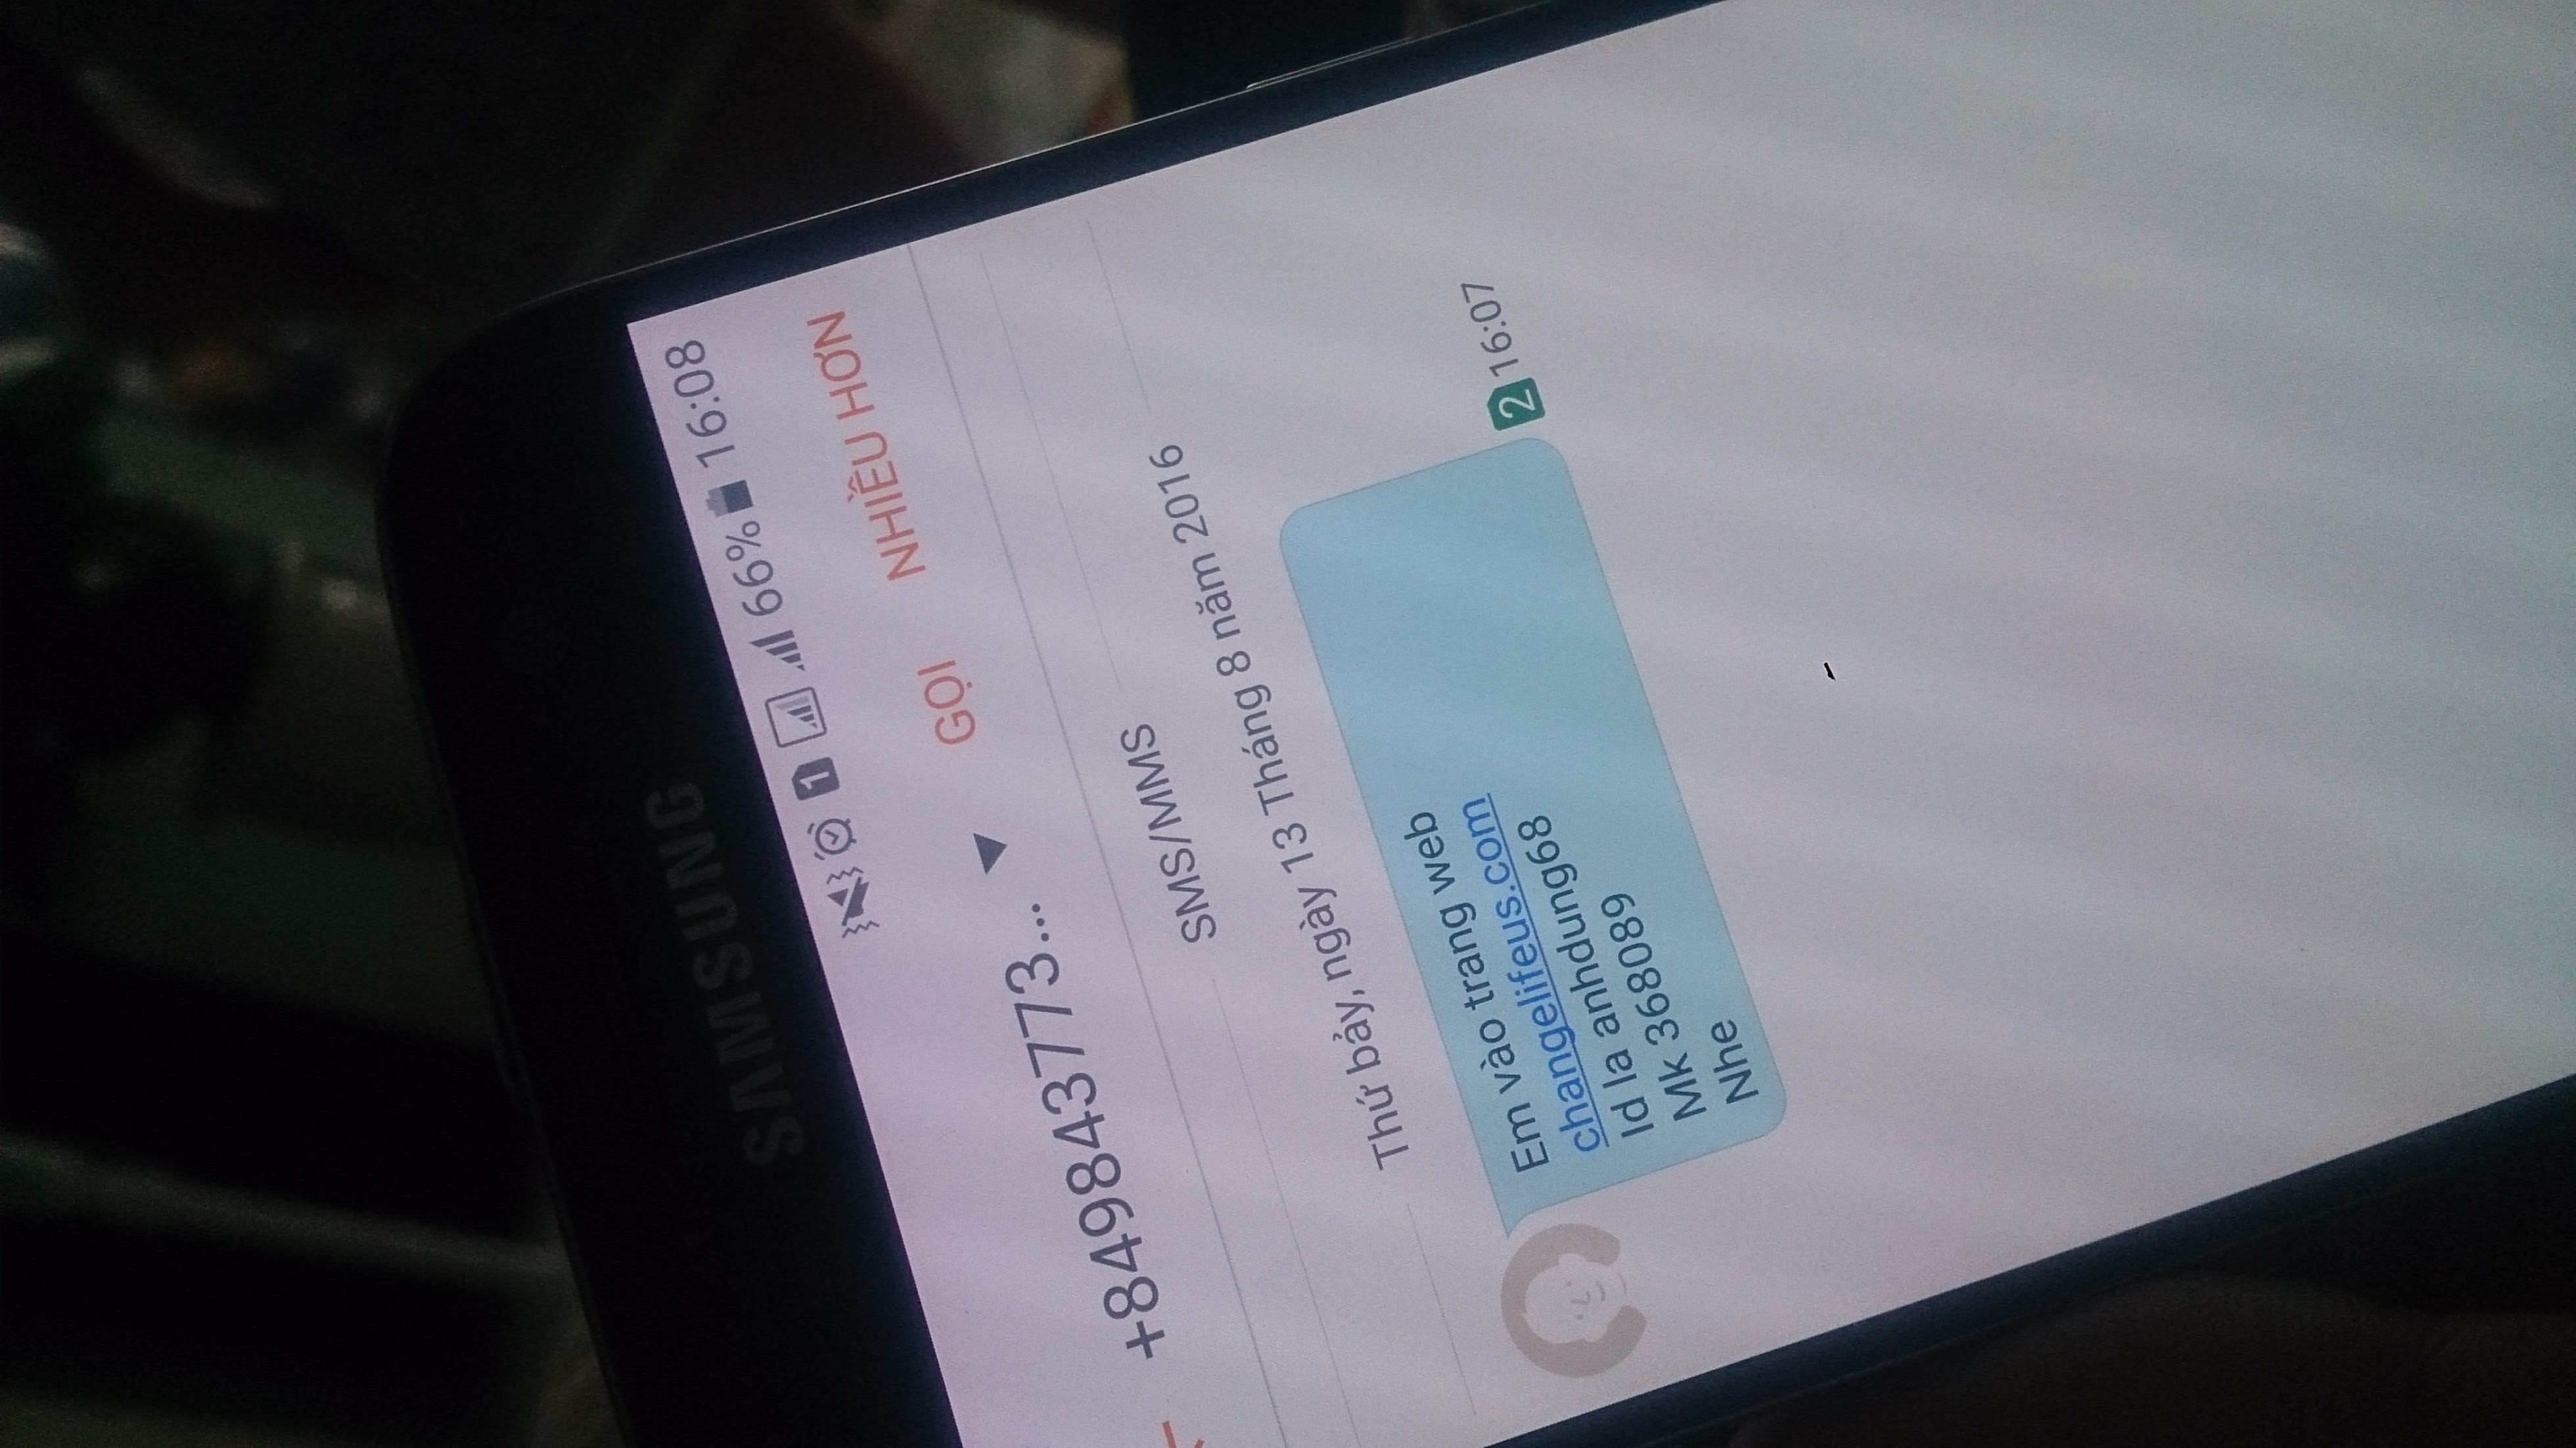 SAMSUNG
1 66% 16:08
+849843773... GỌI NHIỀU HƠN
SMS/MMS
Thứ bảy, ngày 13 Tháng 8 năm 2016
Em vào trang web
changelifeus.com
Id la anhdung68
Mk 368089
Nhe
2 16:07